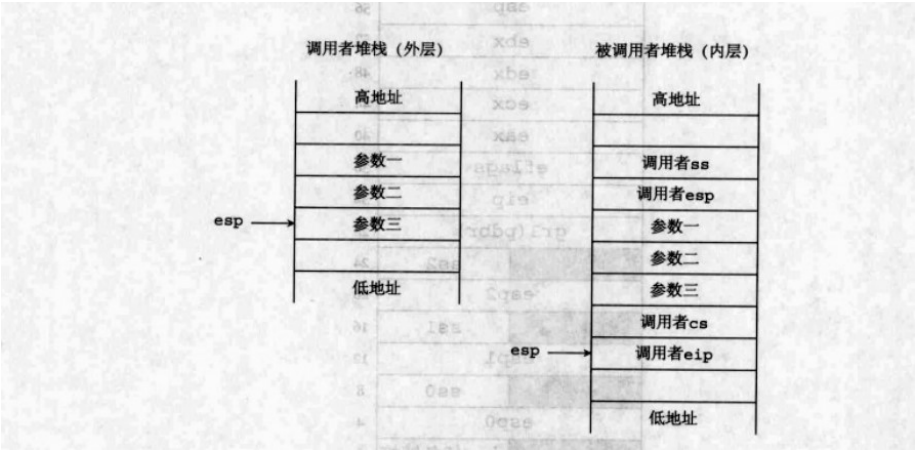 调用者堆栈（外层）
高地址
参数一
参数二
esp
参数三
低地址
被调用者堆栈（内层）
高地址
调用者ss
调用者esp
参数一
参数二
参数三
调用者cs
esp
调用者eip
低地址